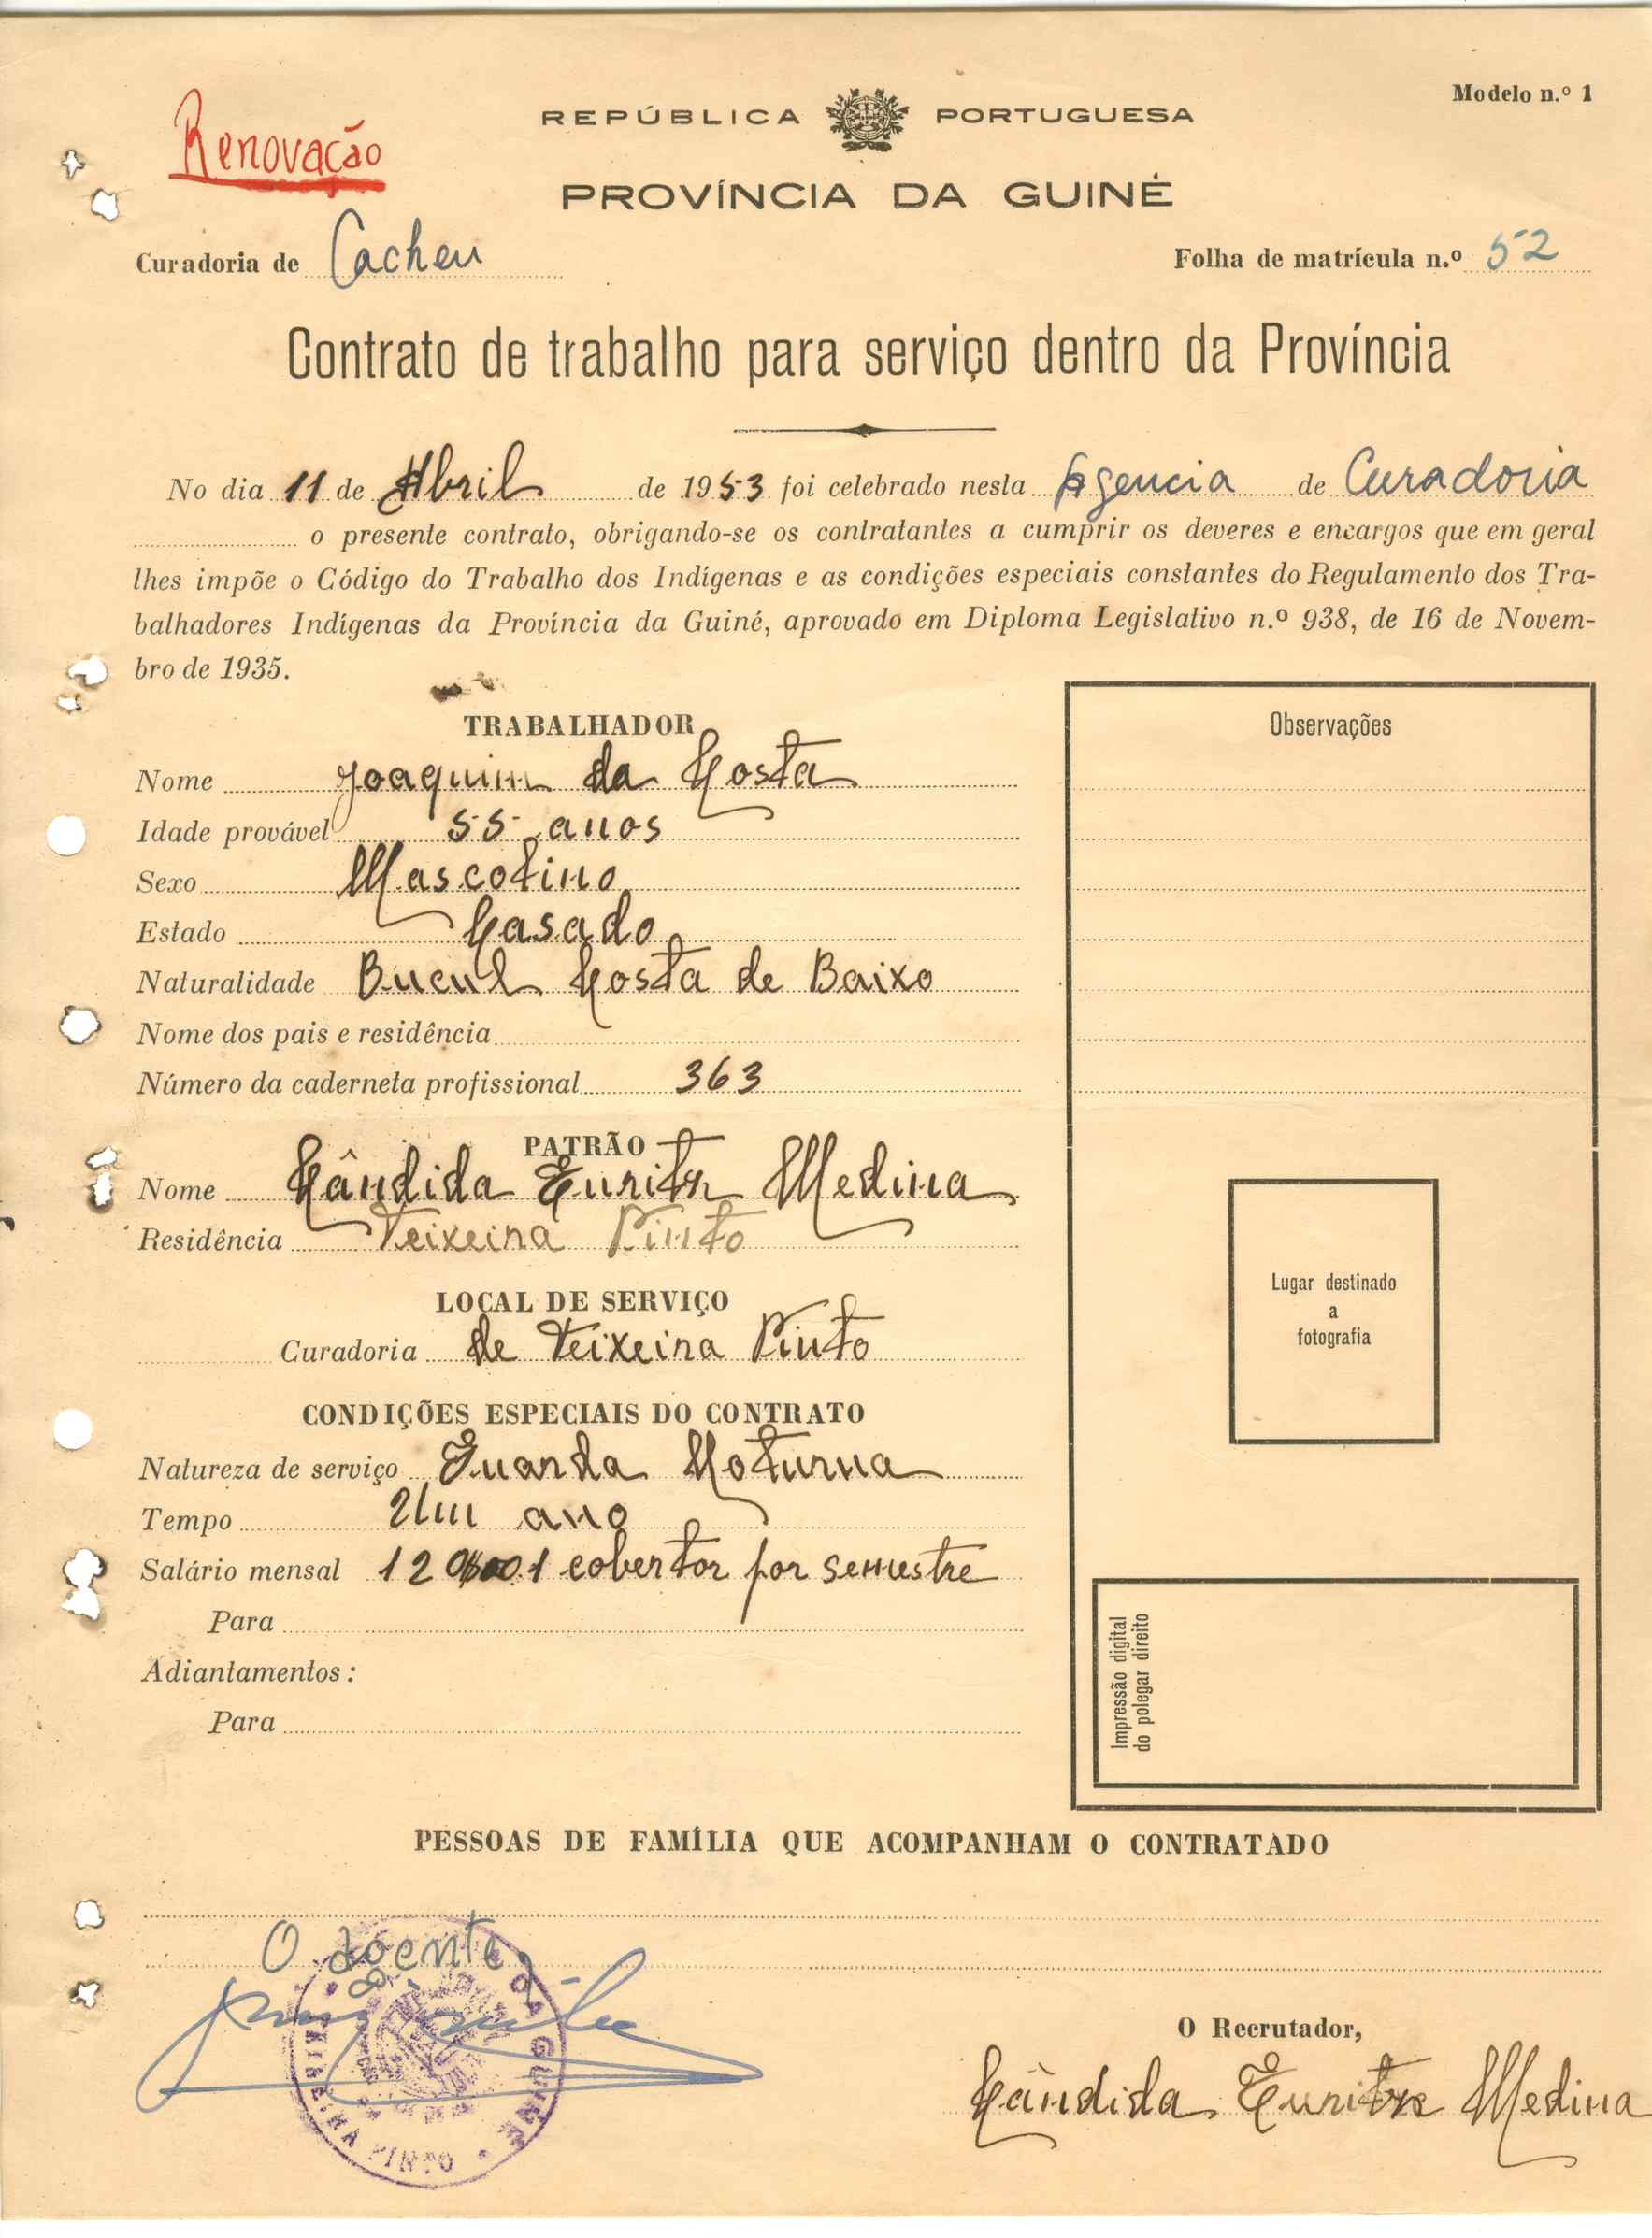 Modelo n.º 1
Renovação
REPÚBLICA PORTUGUESA
PROVÍNCIA DA GUINÉ
Curadoria de Cacheu
Folha de matrícula n.º 52
Contrato de trabalho para serviço dentro da Província
No dia 11 de Abril de 1953 foi celebrado nesta Agencia de Curadoria
o presente contrato, obrigando-se os contratantes a cumprir os deveres e encargos que em geral
lhes impõe o Código do Trabalho dos Indígenas e as condições especiais constantes do Regulamento dos Tra-
balhadores Indígenas da Província da Guiné, aprovado em Diploma Legislativo n.º 938, de 16 de Novem-
bro de 1935.
TRABALHADOR
Nome Joaquim da Costa
Idade provável 55 anos
Sexo Mascolino
Estado Casado
Naturalidade Bucul Costa de Baixo
Nome dos pais e residência
Número da caderneta profissional 363
PATRÃO
Nome Cândida Medina
Residência Teixeira Pinto
LOCAL DE SERVIÇO
Curadoria de Teixeira Pinto
CONDIÇÕES ESPECIAIS DO CONTRATO
Natureza de serviço Guarda Noturna
Tempo Um ano
Salário mensal 120$00 1 cobertor por semestre
Para
Adiantamentos:
Para
Observações
Lugar destinado
a
fotografia
Impressão digital
do polegar direito
PESSOAS DE FAMÍLIA QUE ACOMPANHAM O CONTRATADO
O agente,
DA GUINÉ
TEIXEIRA PINTO
O Recrutador,
Cândida Medina